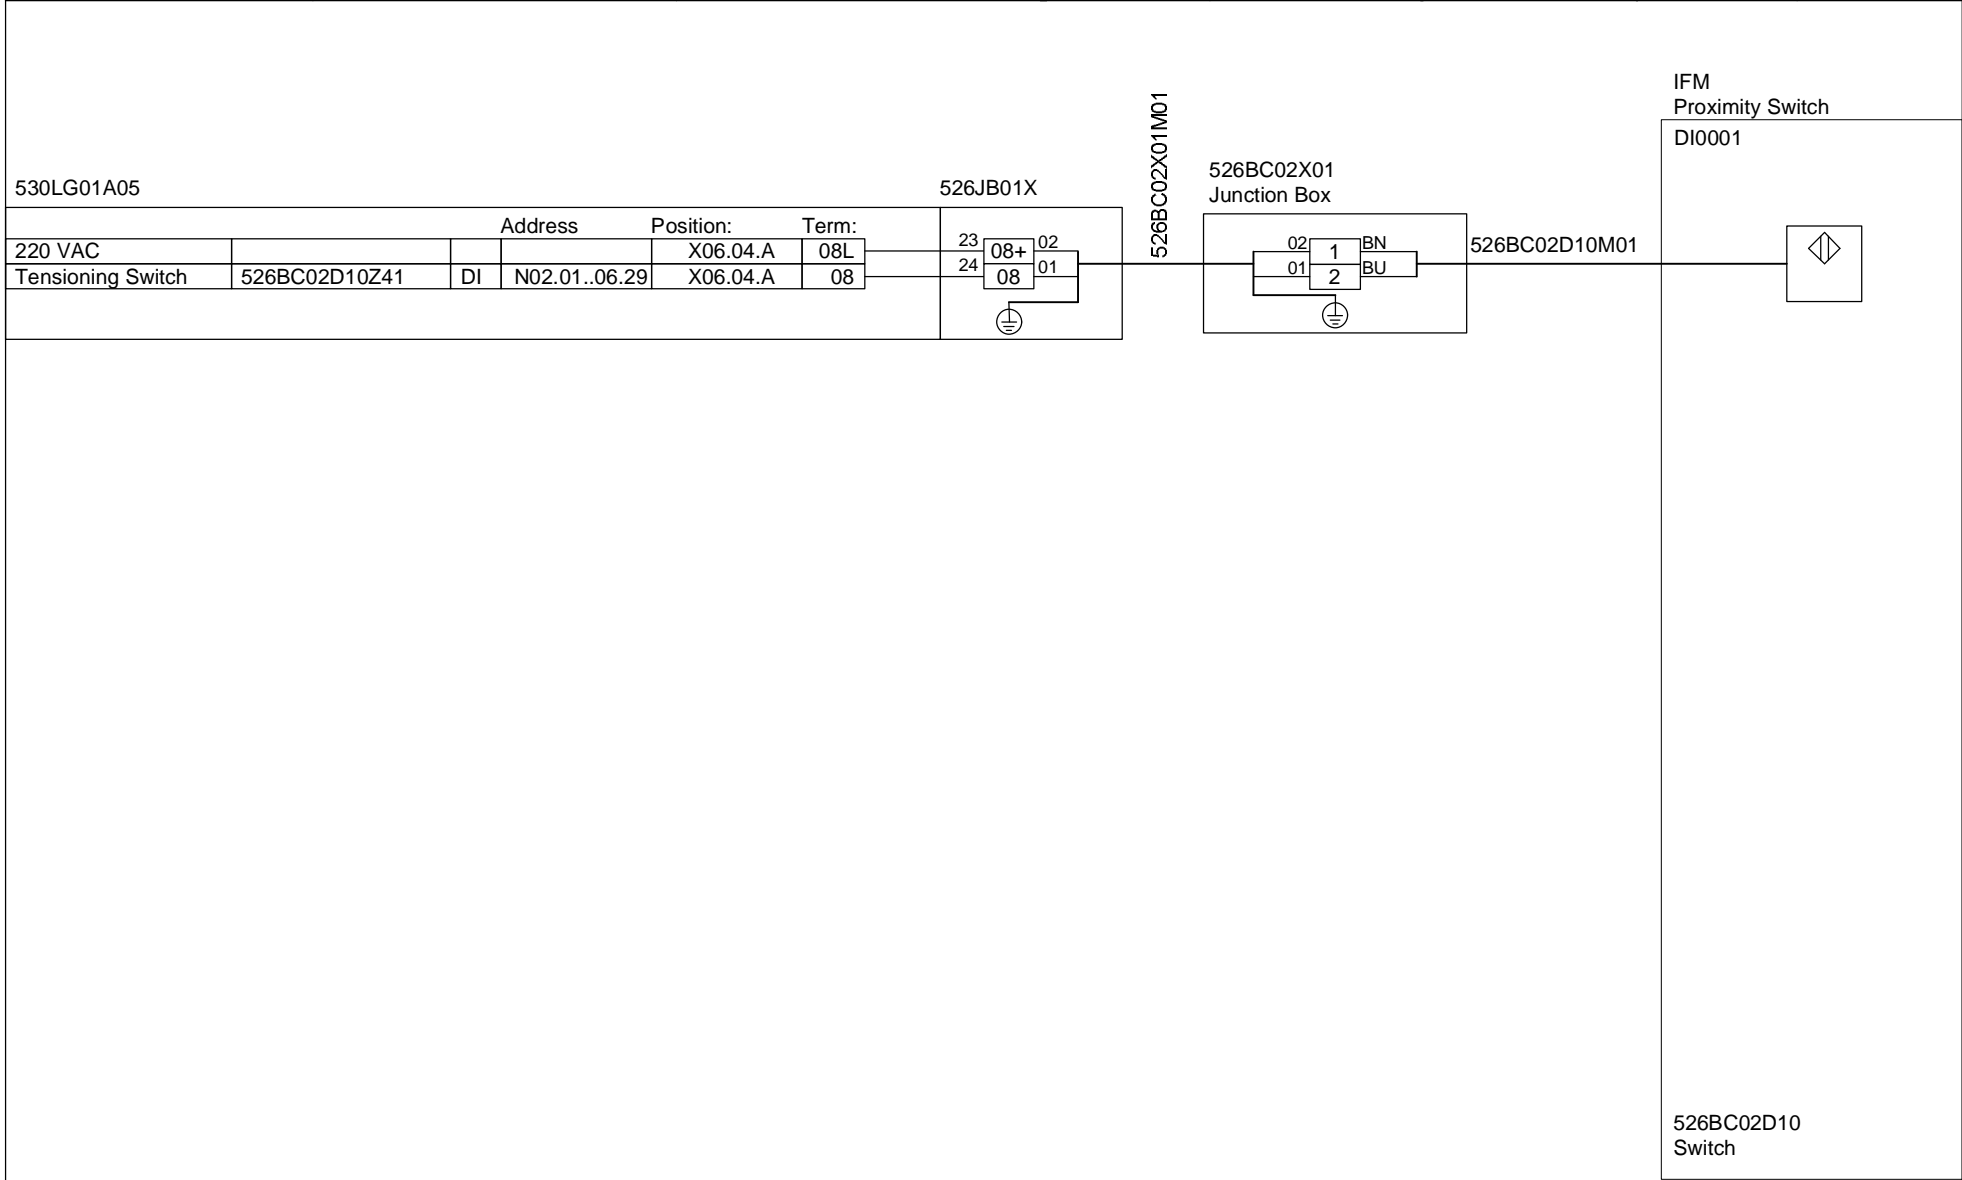 IFM
Proximity Switch
DI0001
526BC02X01M01
526BC02X01
Junction Box
530LG01A05
526JB01X
Address Position: Term:
220 VAC X06.04.A 08L
Tensioning Switch 526BC02D10Z41 DI N02.01..06.29 X06.04.A 08
23 08+ 02
24 08 01
02 1 BN
01 2 BU
526BC02D10M01
526BC02D10
Switch